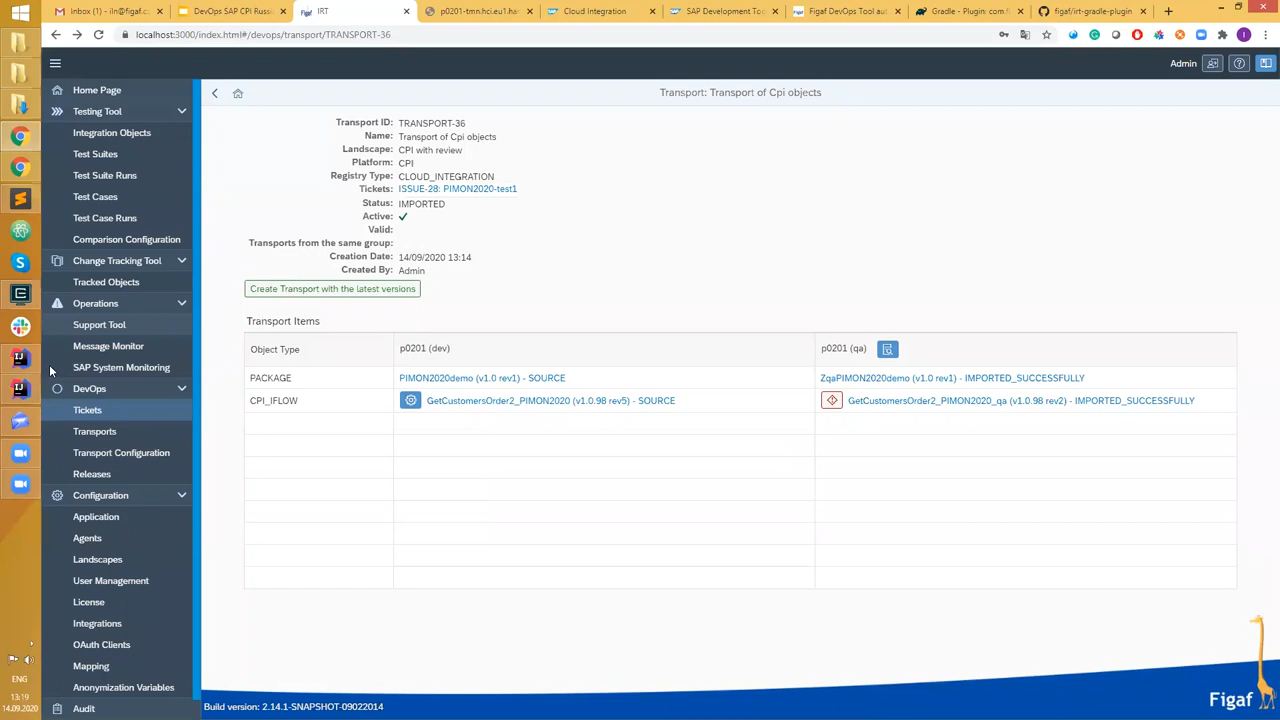 Inbox (1) - iln@figaf.c
DevOps SAP CPI Russi
IRT
p0201-tmn.hci.eu1.har
Cloud Integration
SAP Development To
Figaf DevOps Tool aut
Gradle - Plugin: com.fi
figaf/irt-gradle-plugin
localhost:3000/index.html#/devops/transport/TRANSPORT-36
Admin
Home Page
Testing Tool
Integration Objects
Test Suites
Test Suite Runs
Test Cases
Test Case Runs
Comparison Configuration
Change Tracking Tool
Tracked Objects
Operations
Support Tool
Message Monitor
SAP System Monitoring
DevOps
Tickets
Transports
Transport Configuration
Releases
Configuration
Application
Agents
Landscapes
User Management
License
Integrations
OAuth Clients
Mapping
Anonymization Variables
Audit
Transport: Transport of Cpi objects
Transport ID: TRANSPORT-36
Name: Transport of Cpi objects
Landscape: CPI with review
Platform: CPI
Registry Type: CLOUD_INTEGRATION
Tickets: ISSUE-28: PIMON2020-test1
Status: IMPORTED
Active:
Valid:
Transports from the same group:
Creation Date: 14/09/2020 13:14
Created By: Admin
Create Transport with the latest versions
Transport Items
Object Type p0201 (dev) p0201 (qa)
PACKAGE PIMON2020demo (v1.0 rev1) - SOURCE ZqaPIMON2020demo (v1.0 rev1) - IMPORTED_SUCCESSFULLY
CPI_IFLOW GetCustomersOrder2_PIMON2020 (v1.0.98 rev5) - SOURCE GetCustomersOrder2_PIMON2020_qa (v1.0.98 rev2) - IMPORTED_SUCCESSFULLY
Build version: 2.14.1-SNAPSHOT-09022014
Figaf
ENG
13:19
14.09.2020